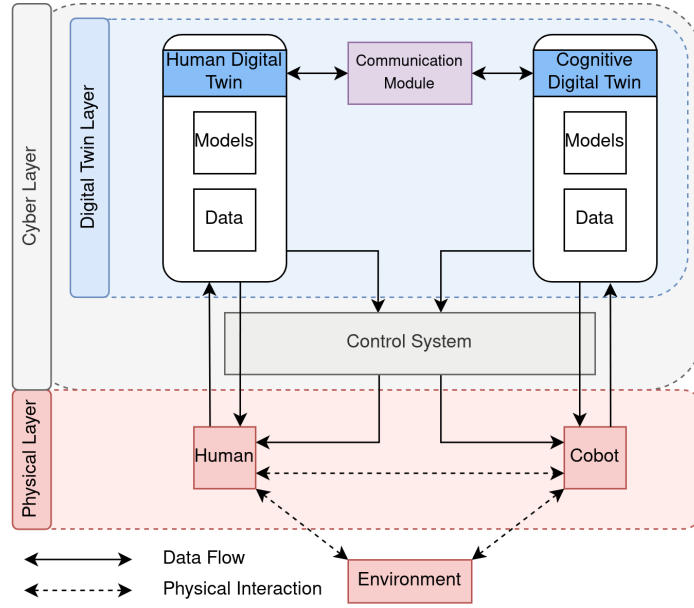 Cyber Layer
Digital Twin Layer
Human Digital
Twin
Models
Data
Communication
Module
Cognitive
Digital Twin
Models
Data
Control System
Physical Layer
Human
Cobot
Environment
Data Flow
Physical Interaction